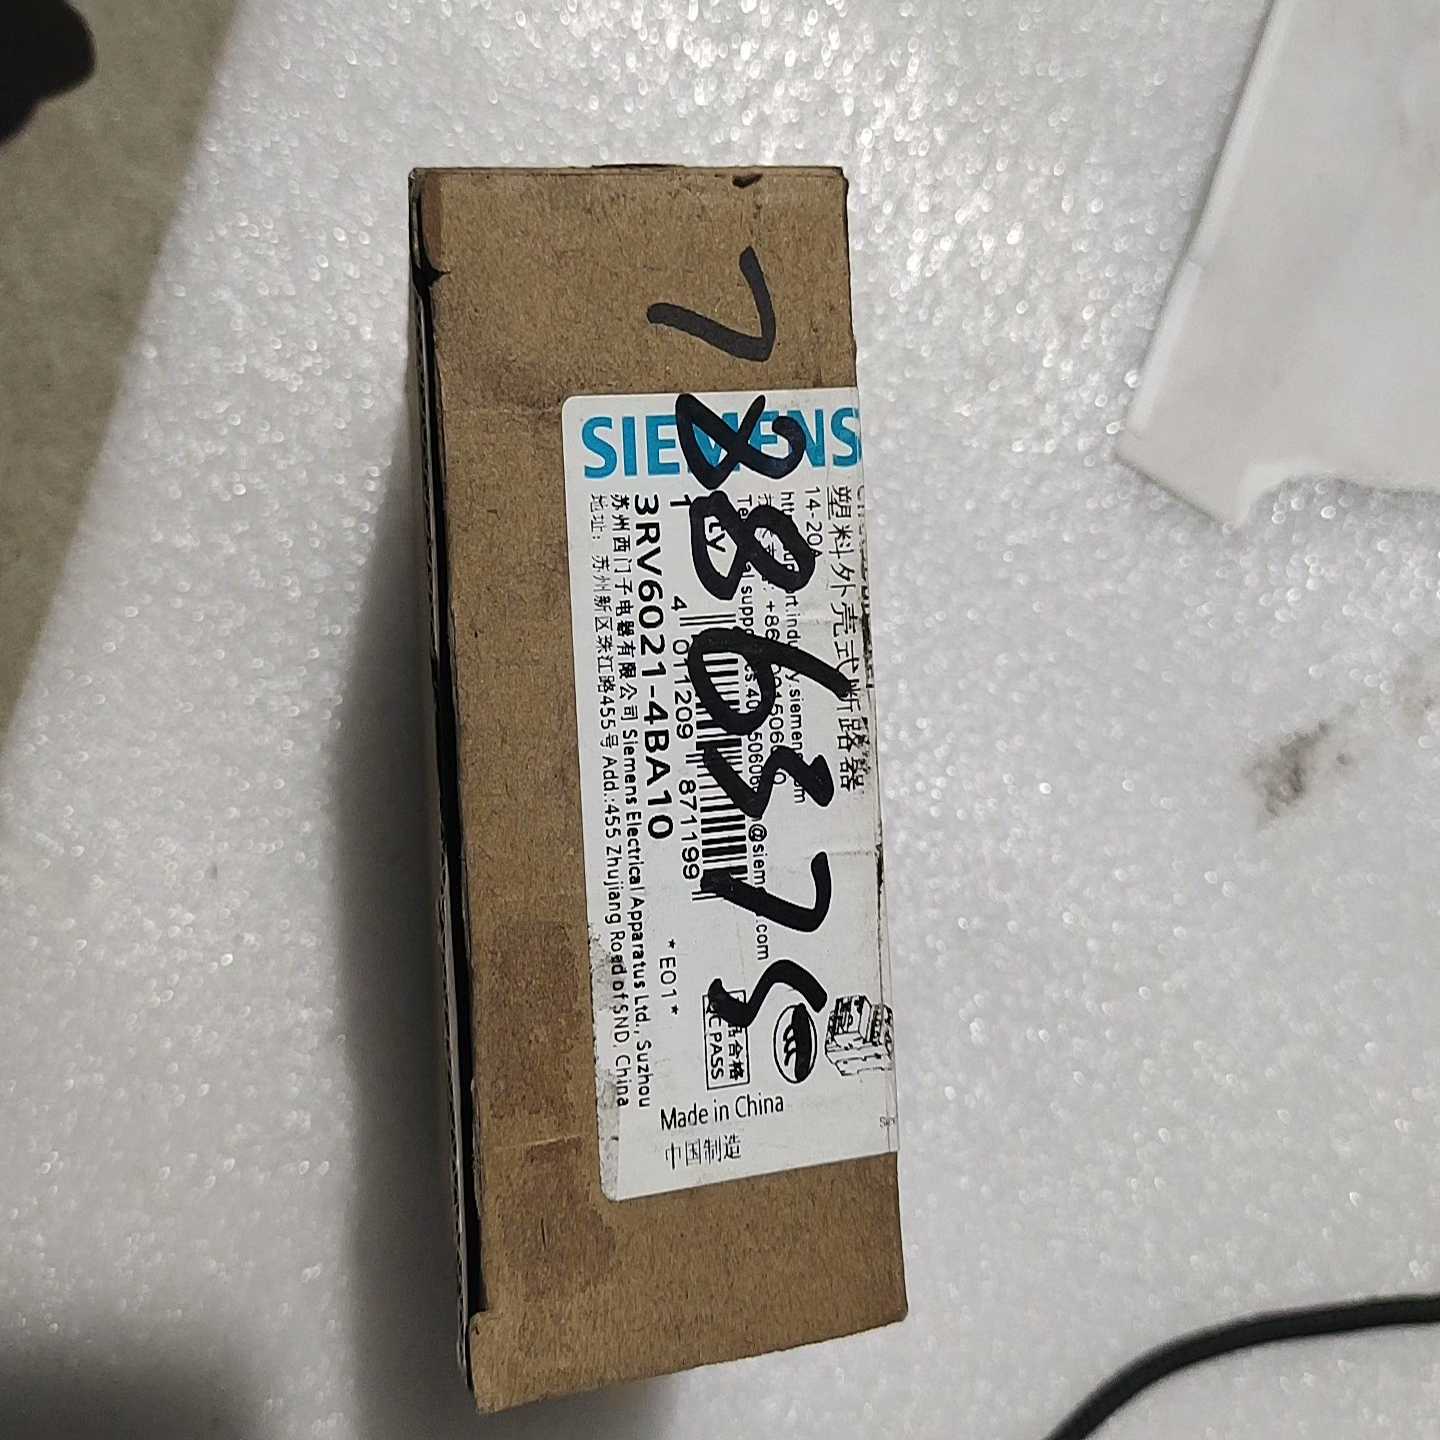 7886375
SIEMENS
塑料外壳式断路器
14-20A
3RV6021-4BA10
4 011209 871199
*E01*
苏州西门子电器有限公司 Siemens Electrical Apparatus Ltd., Suzhou
地址: 苏州新区珠江路455号 Add.:455 Zhujiang Road of SND, China
合格
QC PASS
Made in China
中国制造